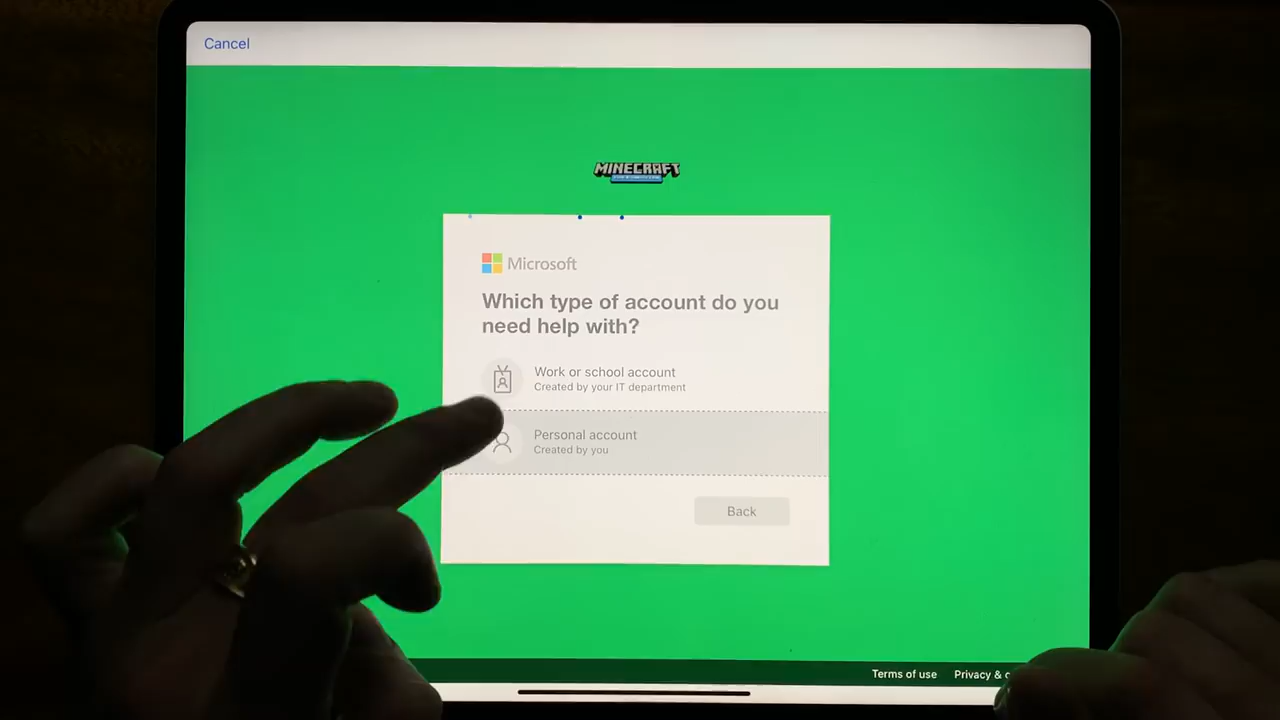 Cancel
MINECRAFT
Microsoft
Which type of account do you
need help with?
Work or school account
Created by your IT department
Personal account
Created by you
Back
Terms of use Privacy &